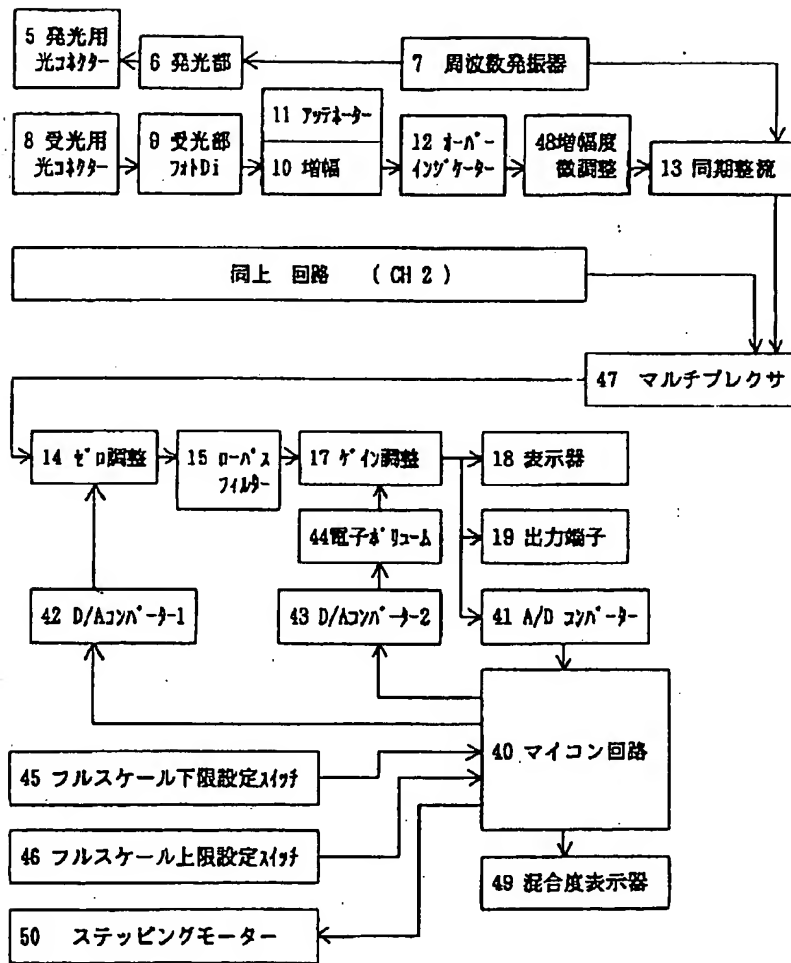 5 発光用
光ｺﾈｸﾀｰ
6 発光部
7 周波数発振器
8 受光用
光ｺﾈｸﾀｰ
9 受光部
ﾌｫﾄDi
11 ｱｯﾃﾈｰﾀｰ
10 増幅
12 ｵｰﾊﾞｰ
ｲﾝｼﾞｹｰﾀｰ
48増幅度
微調整
13 同期整流
同上 回路 ( CH 2 )
47 マルチプレクサ
14 ｾﾞﾛ調整
15 ﾛｰﾊﾟｽ
ﾌｨﾙﾀｰ
17 ｹﾞｲﾝ調整
18 表示器
44電子ﾎﾞﾘｭｰﾑ
19 出力端子
42 D/Aｺﾝﾊﾞｰﾀｰ1
43 D/Aｺﾝﾊﾞｰﾀｰ2
41 A/D ｺﾝﾊﾞｰﾀｰ
40 マイコン回路
45 フルスケール下限設定ｽｲｯﾁ
46 フルスケール上限設定ｽｲｯﾁ
49 混合度表示器
50 ステッピングモーター